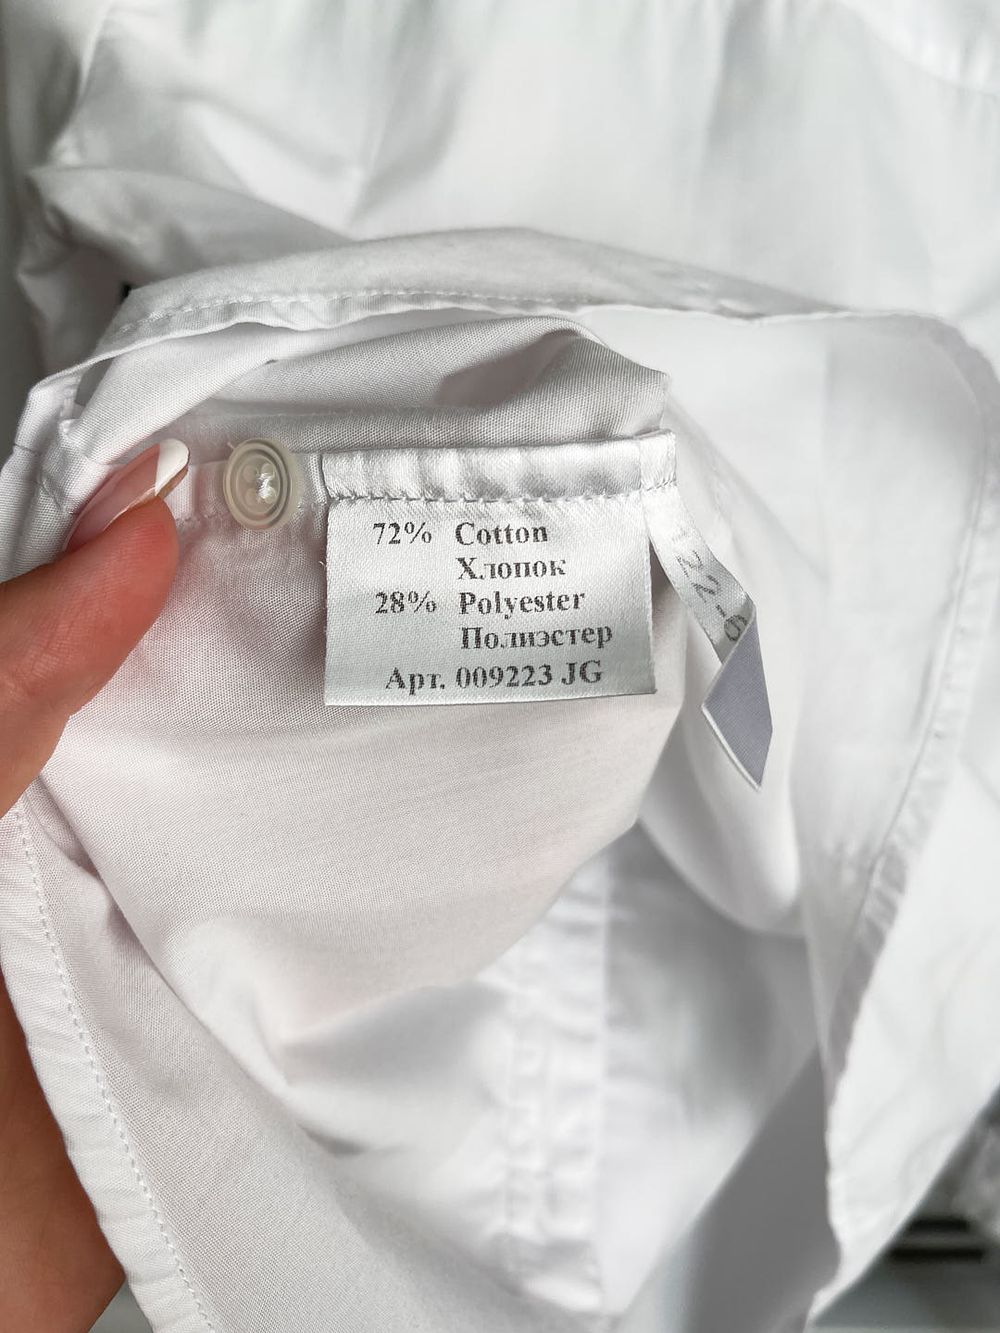 72% Cotton
Хлопок
28% Polyester
Полиэстер
Арт. 009223 JG